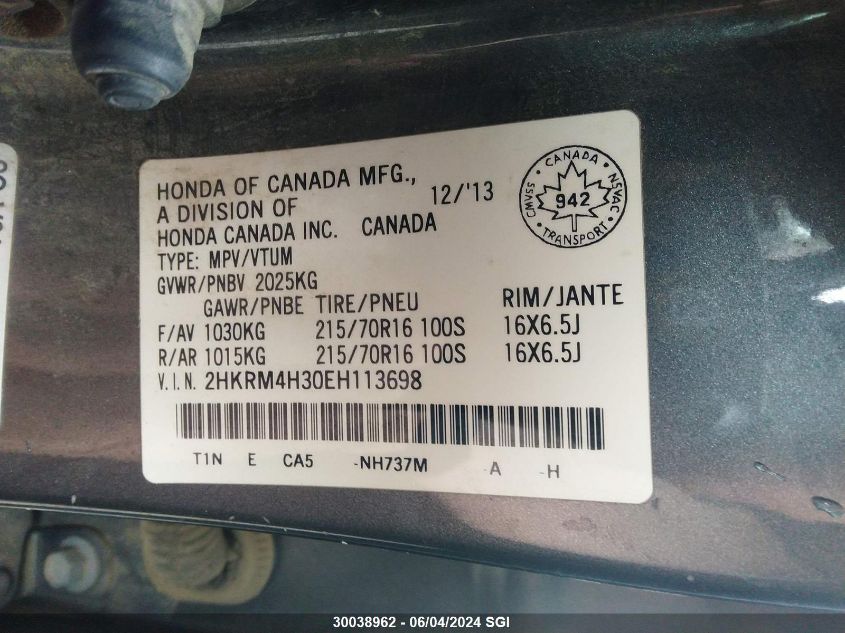 HONDA OF CANADA MFG., 12/'13
A DIVISION OF
HONDA CANADA INC. CANADA
TYPE: MPV/VTUM
GVWR/PNBV 2025KG
GAWR/PNBE TIRE/PNEU RIM/JANTE
F/AV 1030KG 215/70R16 100S 16X6.5J
R/AR 1015KG 215/70R16 100S 16X6.5J
V.I.N. 2HKRM4H30EH113698
T1N E CA5 -NH737M -A -H
CANADA
CMVSS 942 NSVAC
TRANSPORT
30038962 - 06/04/2024 SGI